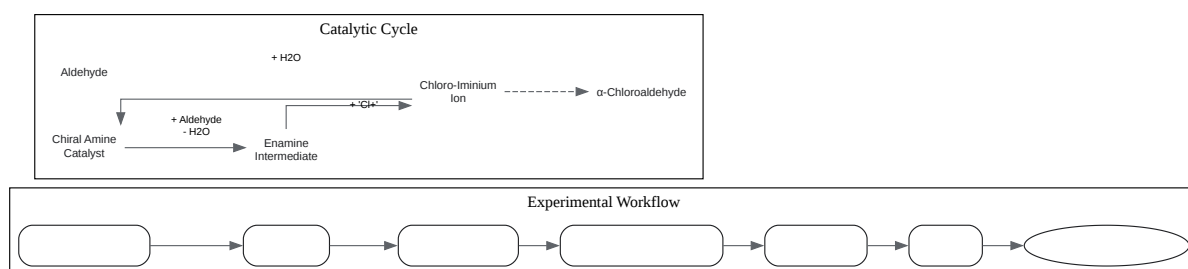 Catalytic Cycle
+ H2O
Aldehyde
Chloro-Iminium
Ion
α-Chloroaldehyde
+ 'Cl+'
+ Aldehyde
- H2O
Chiral Amine
Catalyst
Enamine
Intermediate
Experimental Workflow